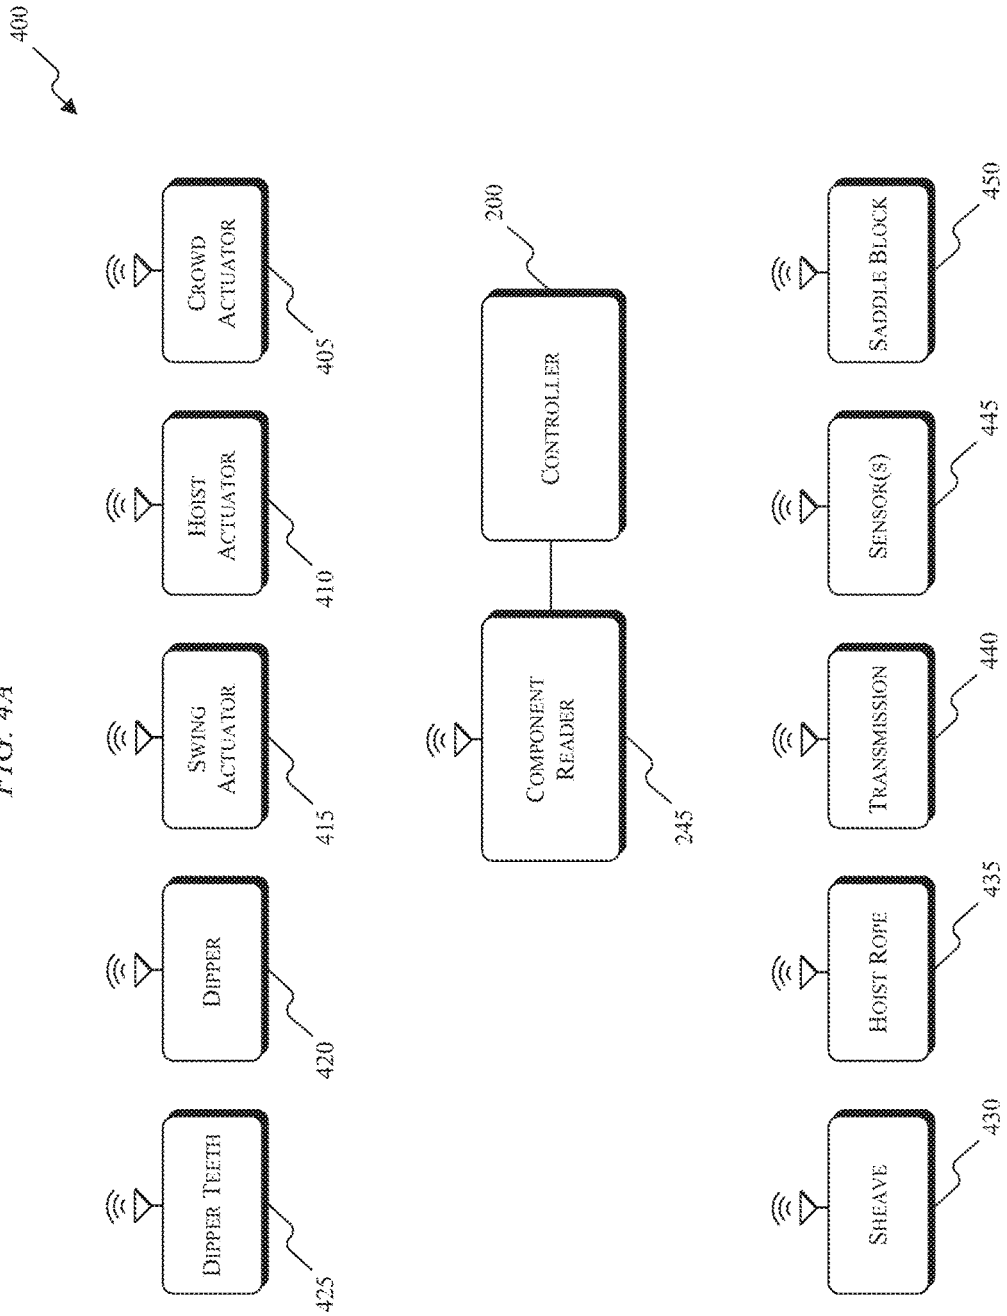 FIG. 4A
400
CROWD
ACTUATOR
405
HOIST
ACTUATOR
410
SWING
ACTUATOR
415
DIPPER
420
DIPPER TEETH
425
CONTROLLER
200
COMPONENT
READER
245
SADDLE BLOCK
450
SENSOR(S)
445
TRANSMISSION
440
HOIST ROPE
435
SHEAVE
430